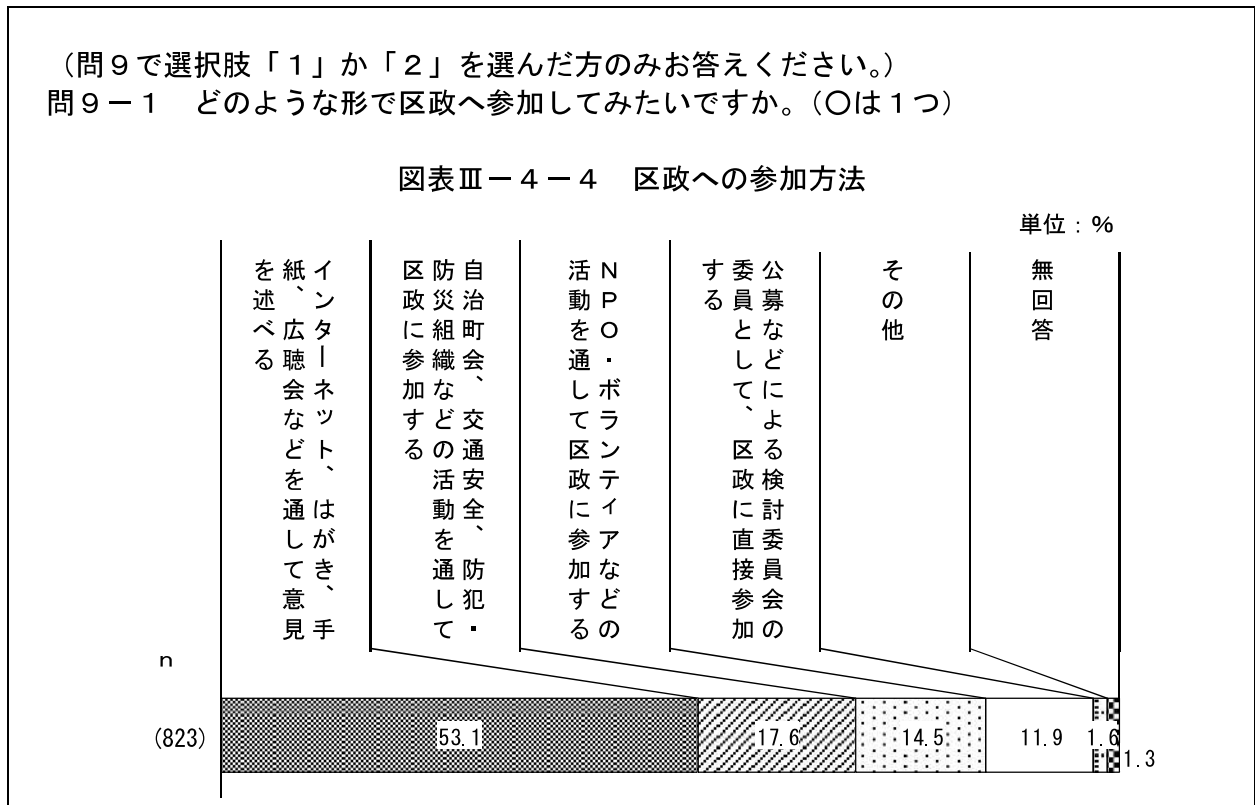 （問９で選択肢「１」か「２」を選んだ方のみお答えください。）
問９－１　どのような形で区政へ参加してみたいですか。（○は１つ）
図表Ⅲ－４－４　区政への参加方法
単位：％
インターネット、はがき、手
紙、広聴会などを通して意見
を述べる
自治町会、交通安全、防犯・
防災組織などの活動を通して
区政に参加する
ＮＰＯ・ボランティアなどの
活動を通して区政に参加する
公募などによる検討委員会の
委員として、区政に直接参加
する
その他
無回答
ｎ
(823)
53.1
17.6
14.5
11.9
1.6
1.3